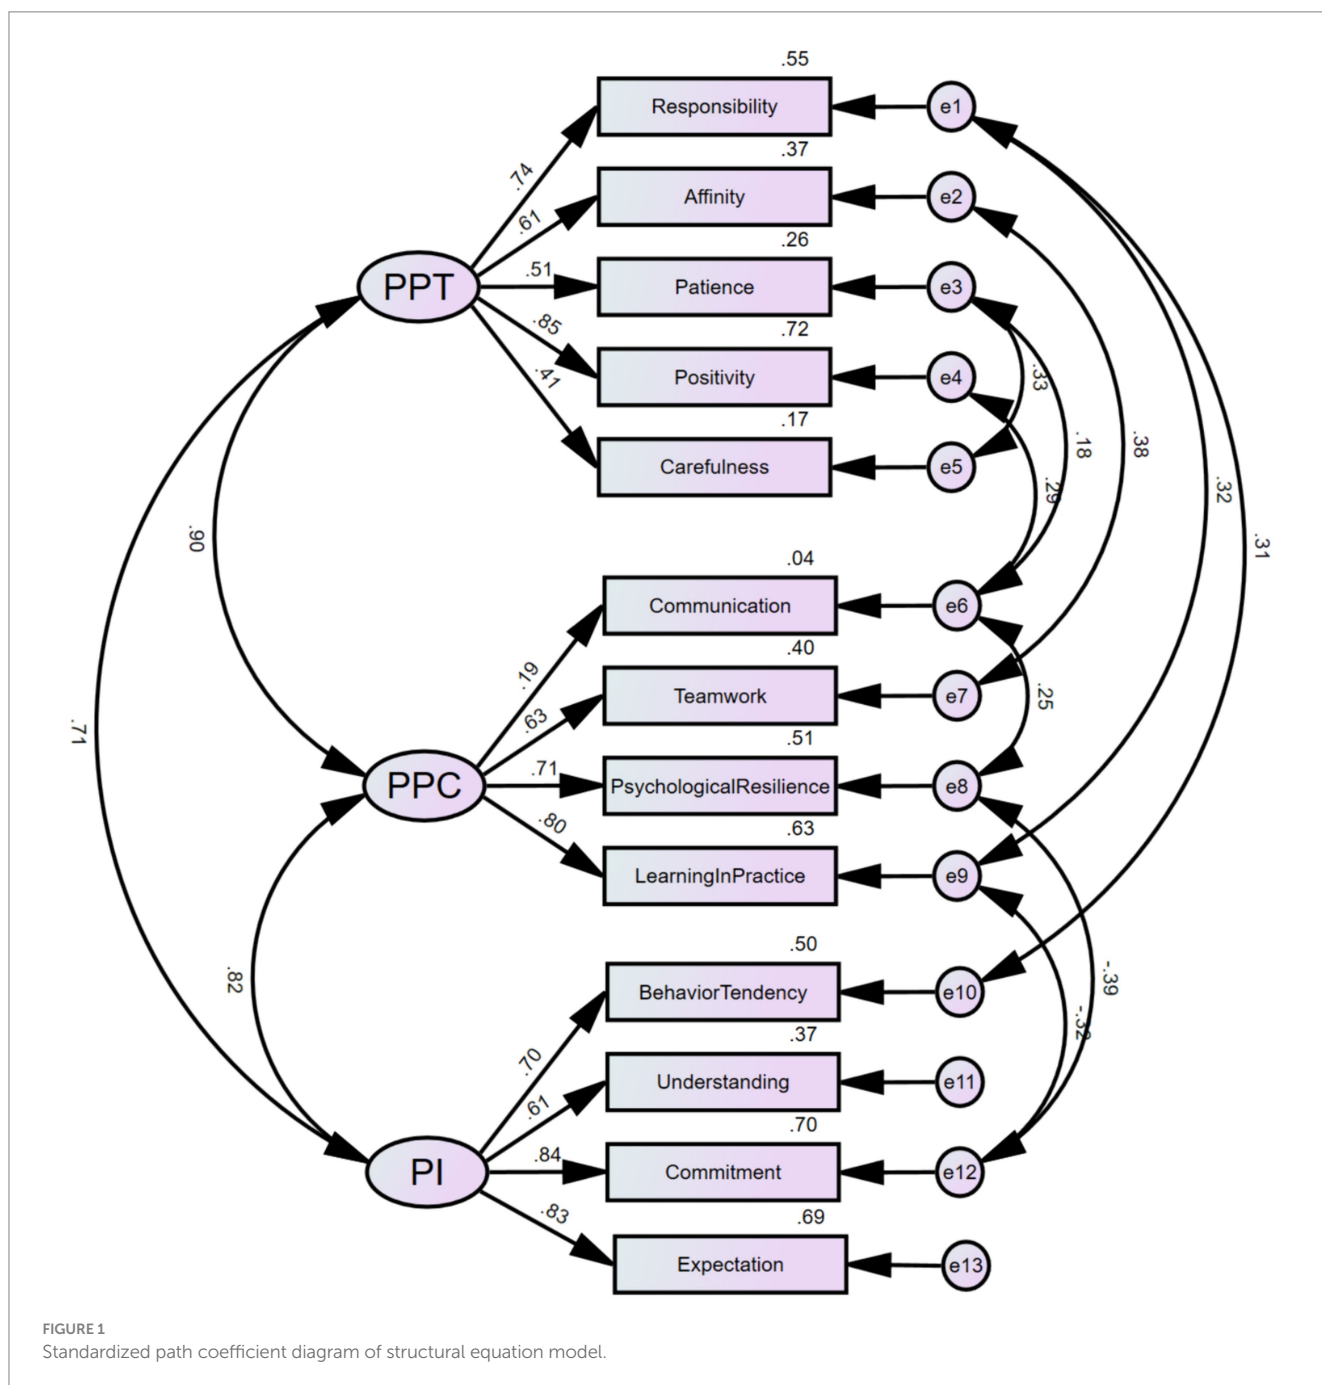 .55
Responsibility
e1
.37
.74
Affinity
e2
.61
.26
PPT
.51
Patience
e3
.85
.72
.41
Positivity
e4
.33
.17
Carefulness
e5
.18
.38
.29
.32
.90
.31
.04
Communication
e6
.19
.40
.63
Teamwork
e7
.25
.71
.51
PPC
.71
PsychologicalResilience
e8
.80
.63
LearningInPractice
e9
.82
.50
BehaviorTendency
e10
-.39
-.32
.37
.70
Understanding
e11
.61
.70
PI
.84
Commitment
e12
.83
.69
Expectation
e13
FIGURE 1
Standardized path coefficient diagram of structural equation model.